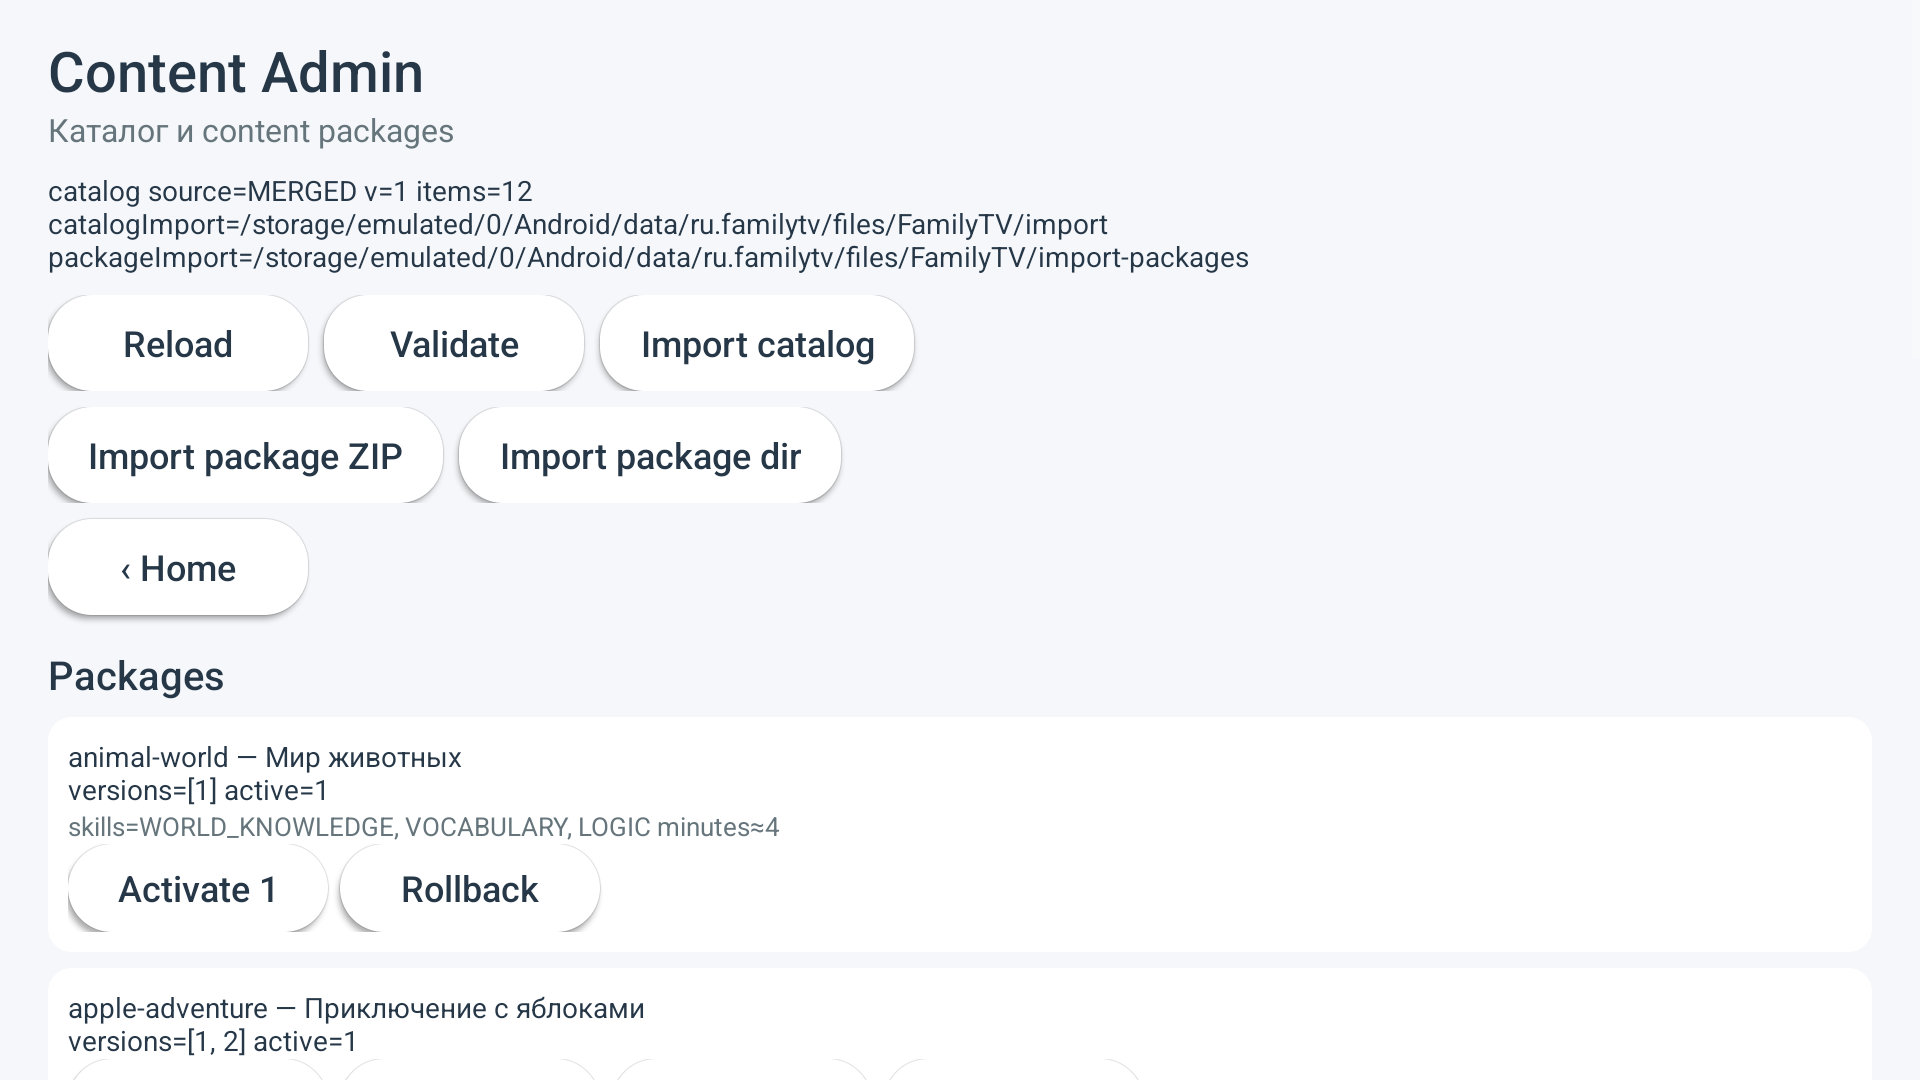 Content Admin
Каталог и content packages
catalog source=MERGED v=1 items=12
catalogImport=/storage/emulated/0/Android/data/ru.familytv/files/FamilyTV/import
packageImport=/storage/emulated/0/Android/data/ru.familytv/files/FamilyTV/import-packages
Reload Validate Import catalog
Import package ZIP Import package dir
‹ Home
Packages
animal-world — Мир животных
versions=[1] active=1
skills=WORLD_KNOWLEDGE, VOCABULARY, LOGIC minutes≈4
Activate 1 Rollback
apple-adventure — Приключение с яблоками
versions=[1, 2] active=1